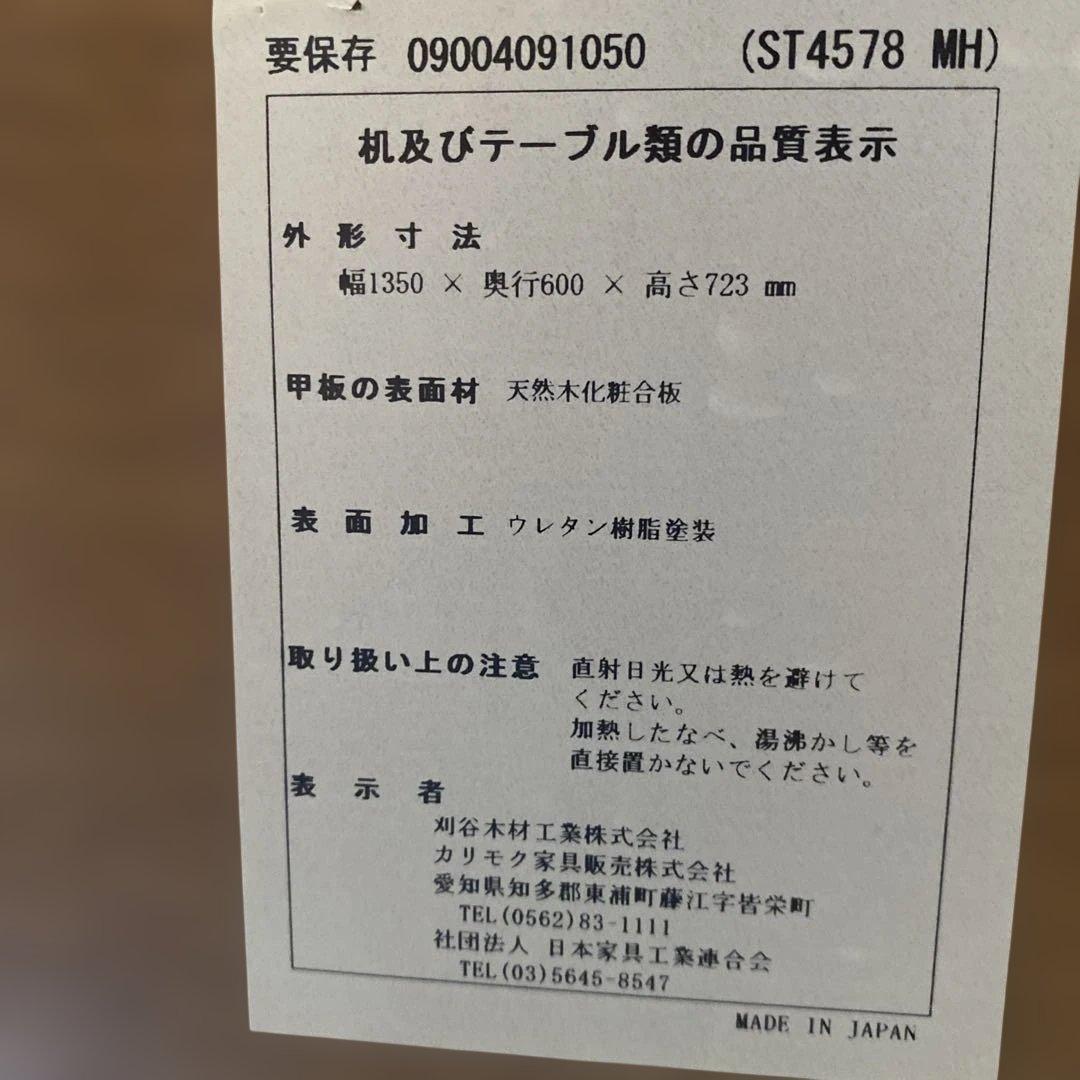 要保存 09004091050 (ST4578 MH)
机及びテーブル類の品質表示
外形寸法
幅1350 × 奥行600 × 高さ723 mm
甲板の表面材 天然木化粧合板
表面加工 ウレタン樹脂塗装
取り扱い上の注意 直射日光又は熱を避けて
ください。
加熱したなべ、湯沸かし等を
直接置かないでください。
表示者
刈谷木材工業株式会社
カリモク家具販売株式会社
愛知県知多郡東浦町藤江字皆栄町
TEL(0562)83-1111
社団法人 日本家具工業連合会
TEL(03)5645-8547
MADE IN JAPAN